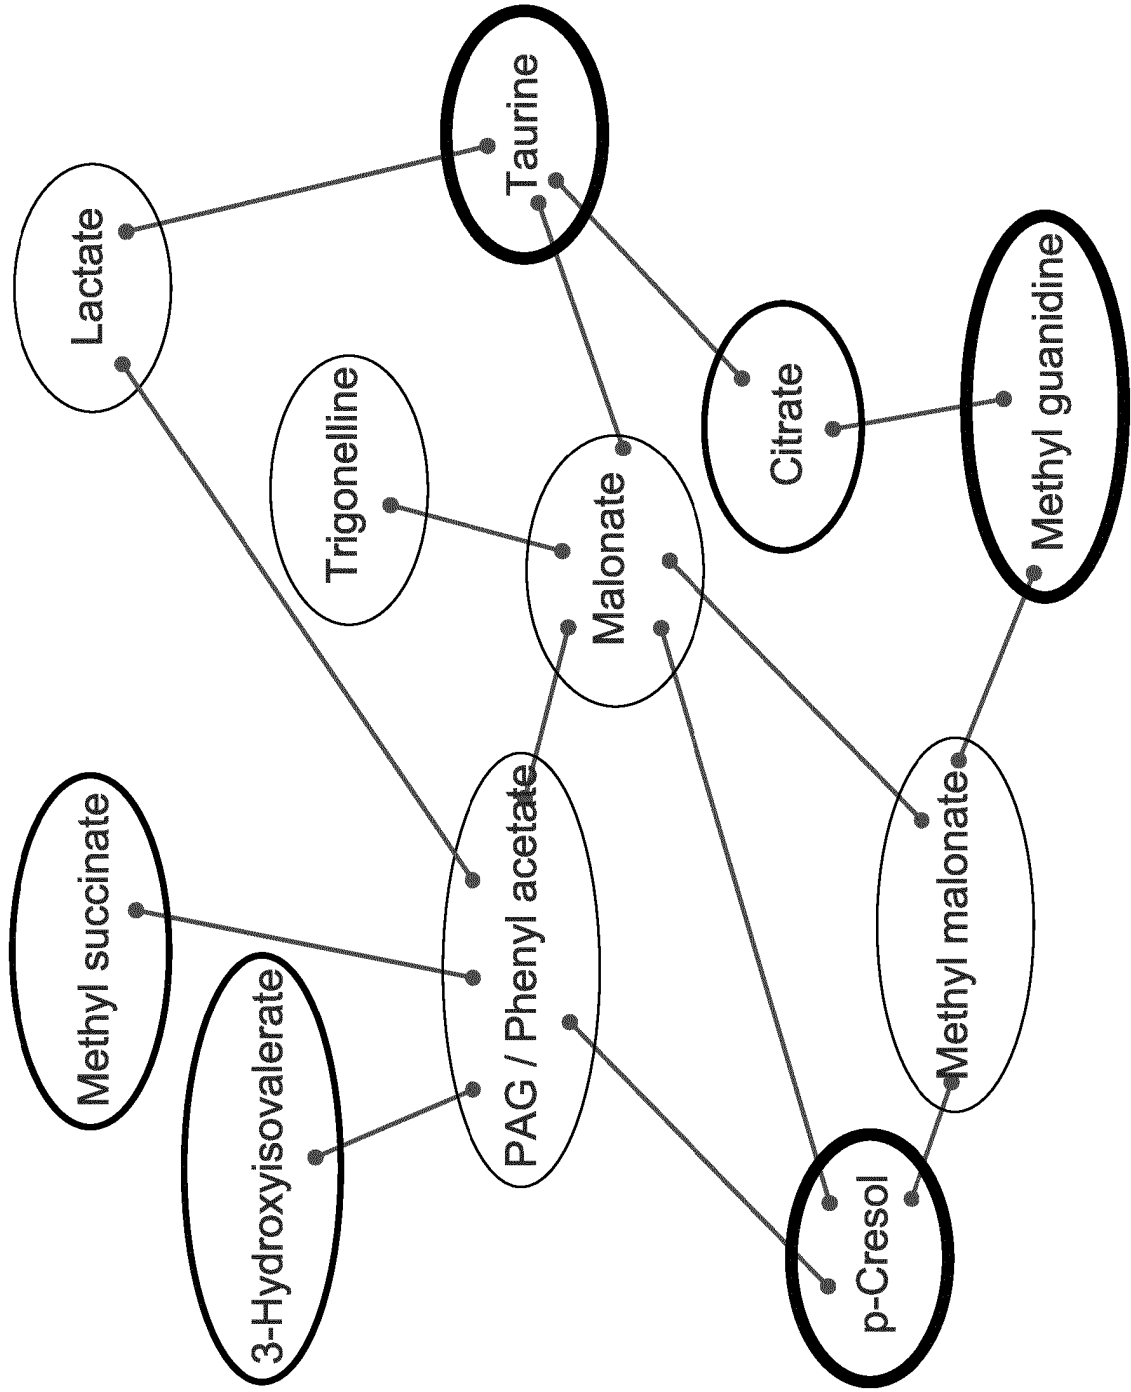 Methyl succinate
3-Hydroxyisovalerate
Lactate
Trigonelline
PAG / Phenyl acetate
Taurine
Malonate
Citrate
p-Cresol
Methyl malonate
Methyl guanidine